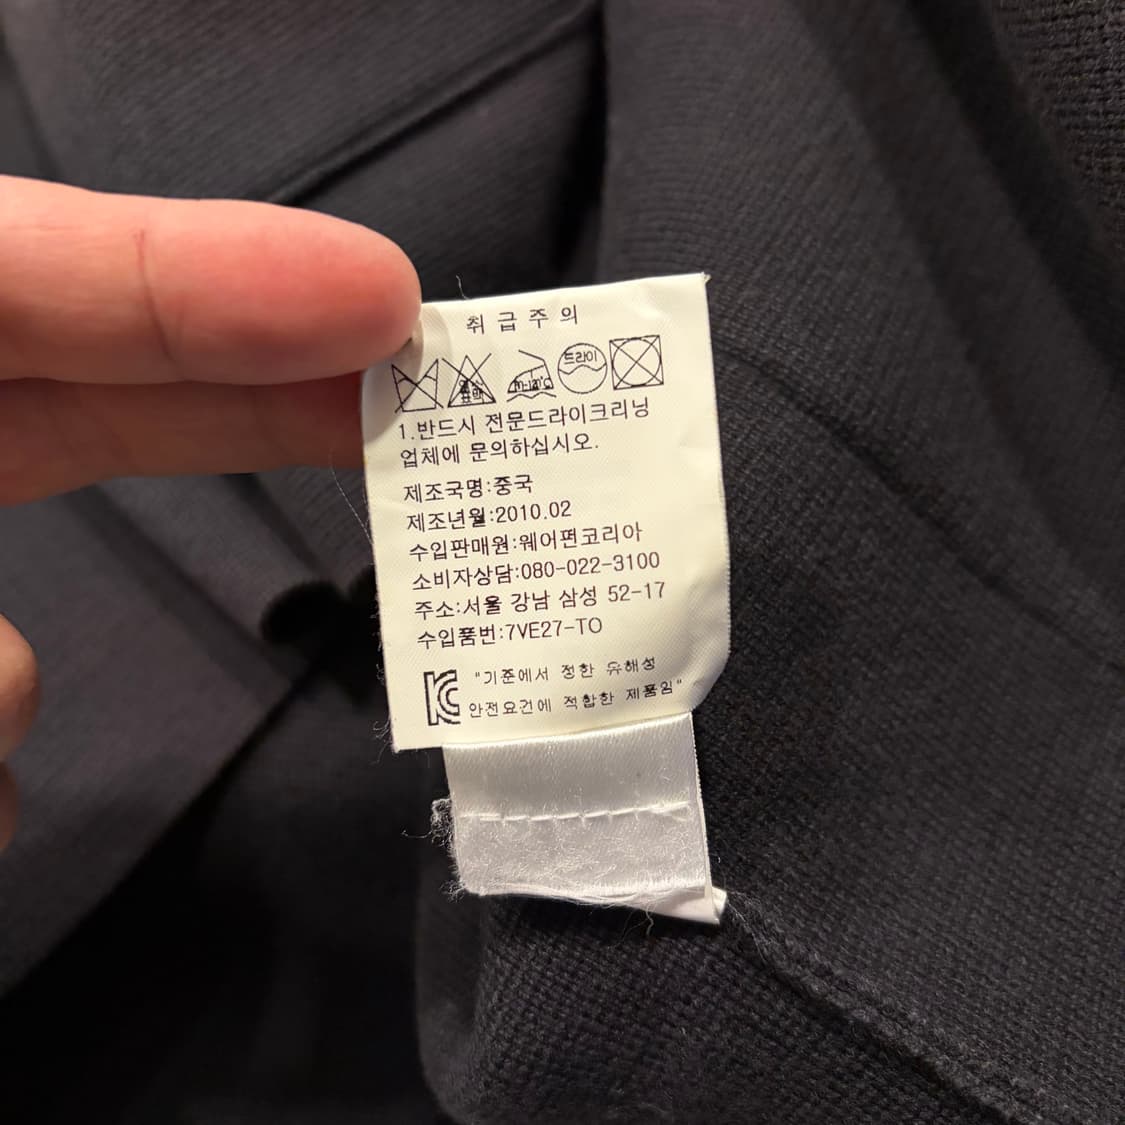 취급주의
드라이
1.반드시 전문드라이크리닝
업체에 문의하십시오.
제조국명:중국
제조년월:2010.02
수입판매원:웨어펀코리아
소비자상담:080-022-3100
주소:서울 강남 삼성 52-17
수입품번:7VE27-TO
"기준에서 정한 유해성
안전요건에 적합한 제품임"